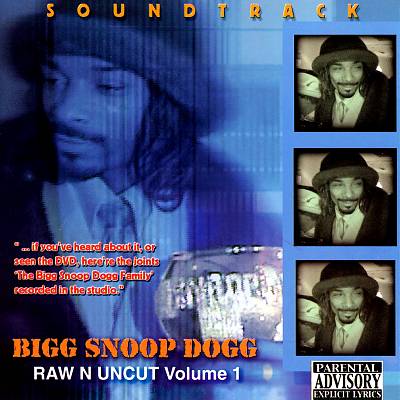 SOUNDTRACK
" ... if you've heard about it, or
seen the DVD, here're the joints
'The Bigg Snoop Dogg Family'
recorded in the studio."
BIGG SNOOP DOGG
RAW N UNCUT Volume 1
PARENTAL
ADVISORY
EXPLICIT LYRICS